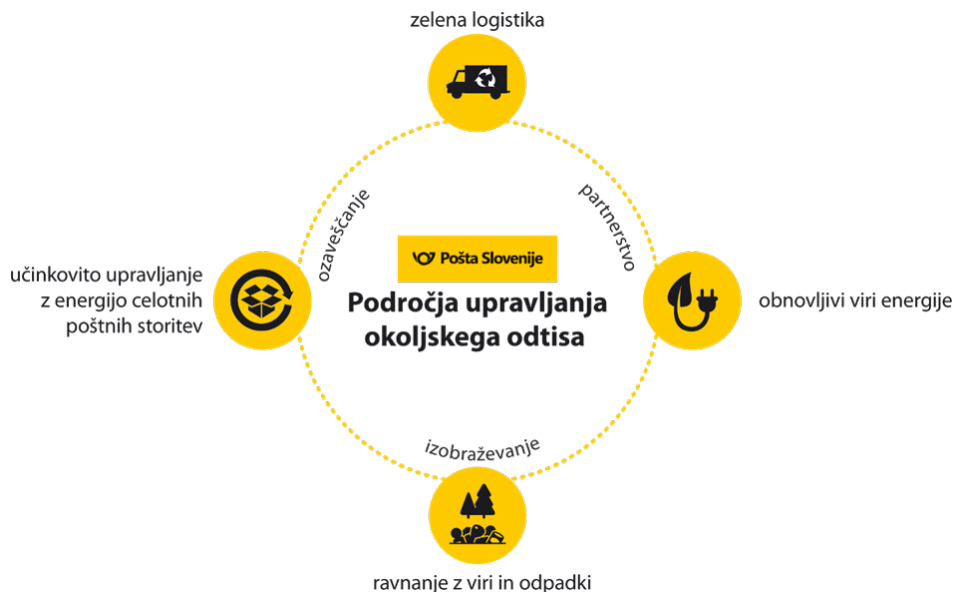 zelena logistika
ozaveščanje
partnerstvo
Pošta Slovenije
učinkovito upravljanje
z energijo celotnih
poštnih storitev
Področja upravljanja
okoljskega odtisa
obnovljivi viri energije
izobraževanje
ravnanje z viri in odpadki